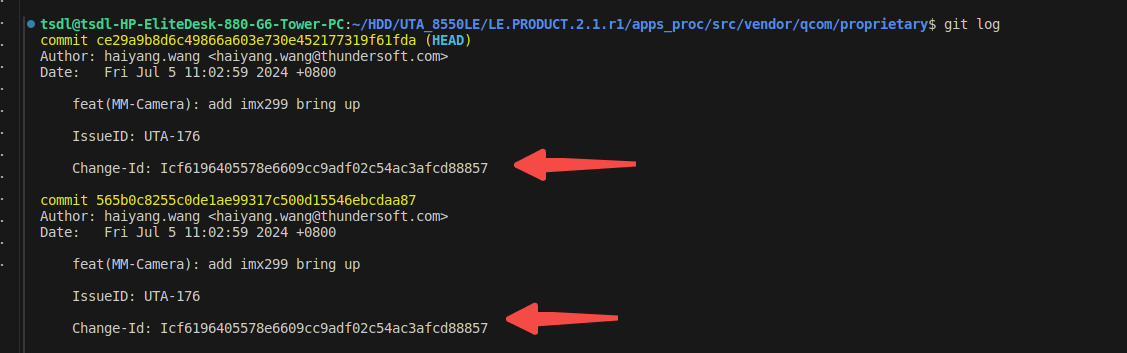 tsdl@tsdl-HP-EliteDesk-880-G6-Tower-PC:~/HDD/UTA_8550LE/LE.PRODUCT.2.1.r1/apps_proc/src/vendor/qcom/proprietary$ git log
commit ce29a9b8d6c49866a603e730e452177319f61fda (HEAD)
Author: haiyang.wang <haiyang.wang@thundersoft.com>
Date:   Fri Jul 5 11:02:59 2024 +0800
feat(MM-Camera): add imx299 bring up
IssueID: UTA-176
Change-Id: Icf6196405578e6609cc9adf02c54ac3afcd88857
commit 565b0c8255c0de1ae99317c500d15546ebcdaa87
Author: haiyang.wang <haiyang.wang@thundersoft.com>
Date:   Fri Jul 5 11:02:59 2024 +0800
feat(MM-Camera): add imx299 bring up
IssueID: UTA-176
Change-Id: Icf6196405578e6609cc9adf02c54ac3afcd88857